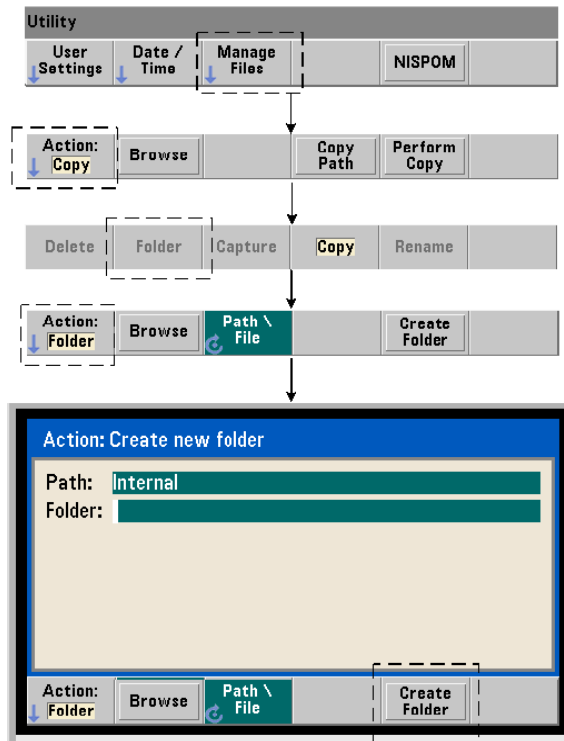 Utility
User Settings
Date / Time
Manage Files
NISPOM
Action: Copy
Browse
Copy Path
Perform Copy
Delete
Folder
Capture
Copy
Rename
Action: Folder
Browse
Path \ File
Create Folder
Action: Create new folder
Path: Internal
Folder:
Action: Folder
Browse
Path \ File
Create Folder